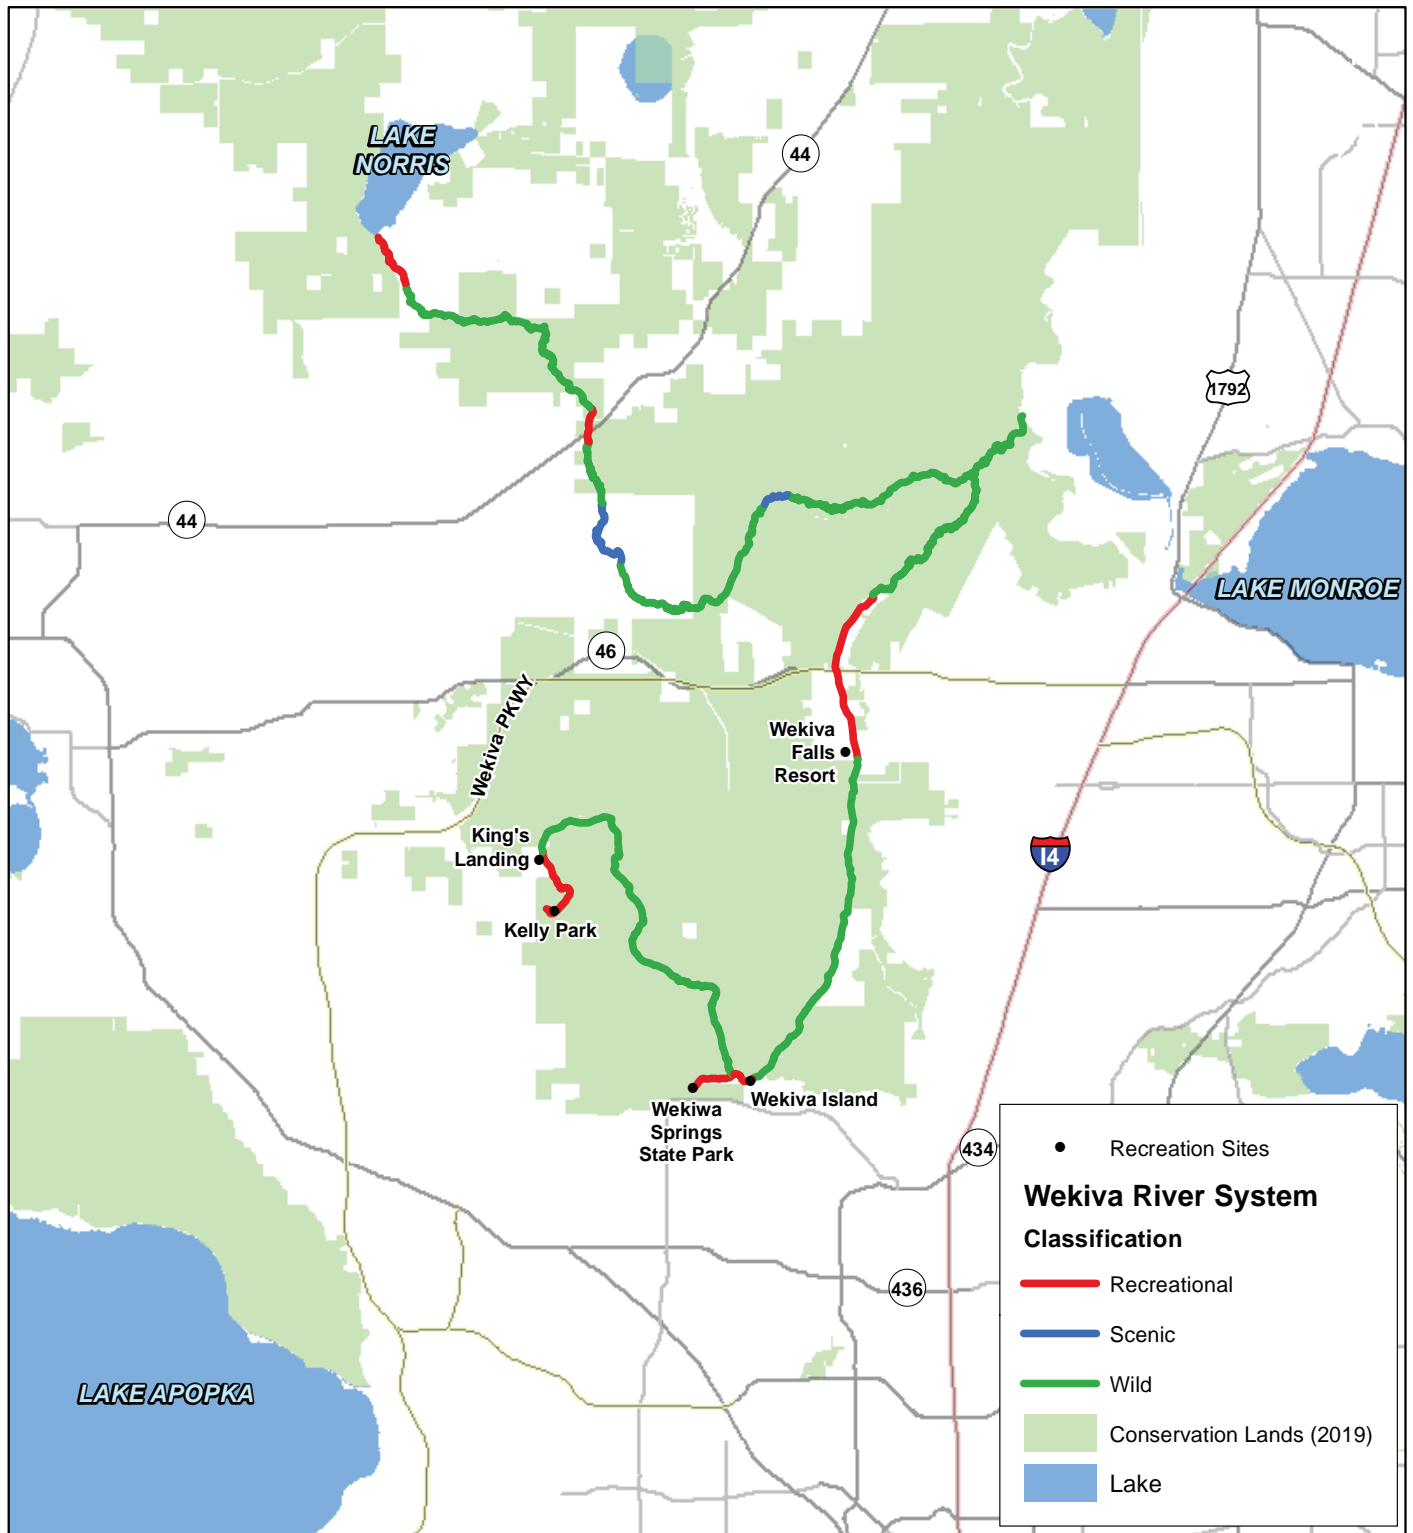 LAKE
NORRIS
44
1792
44
LAKE MONROE
46
Wekiva PKWY
Wekiva
Falls
Resort
King's
Landing
14
Kelly Park
Wekiva Island
Wekiwa
Springs
State Park
434
436
LAKE APOPKA
Recreation Sites
Wekiva River System
Classification
Recreational
Scenic
Wild
Conservation Lands (2019)
Lake